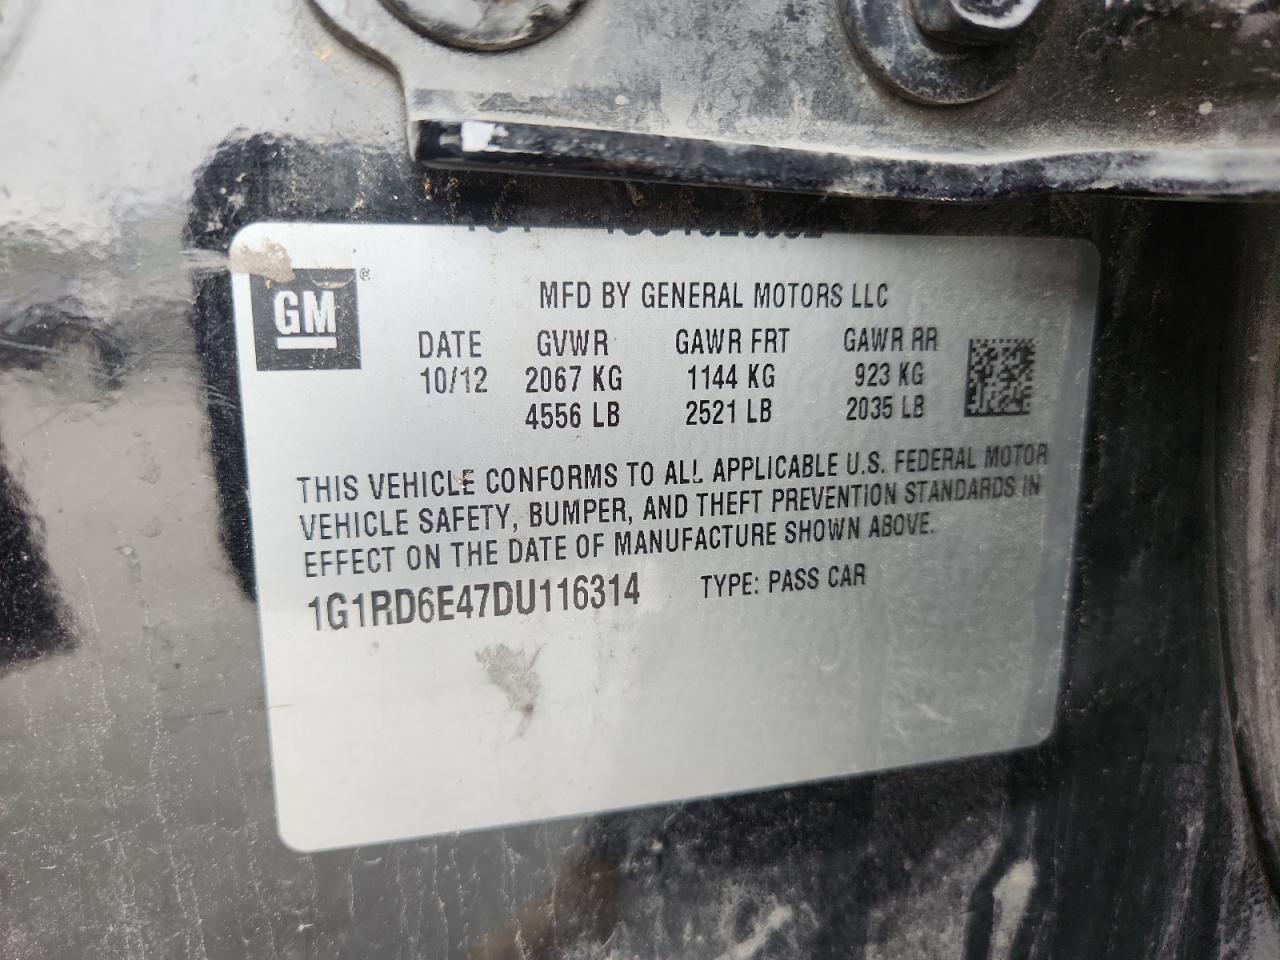 GM®
MFD BY GENERAL MOTORS LLC
DATE GVWR GAWR FRT GAWR RR
10/12 2067 KG 1144 KG 923 KG
4556 LB 2521 LB 2035 LB
THIS VEHICLE CONFORMS TO ALL APPLICABLE U.S. FEDERAL MOTOR
VEHICLE SAFETY, BUMPER, AND THEFT PREVENTION STANDARDS IN
EFFECT ON THE DATE OF MANUFACTURE SHOWN ABOVE.
1G1RD6E47DU116314 TYPE: PASS CAR